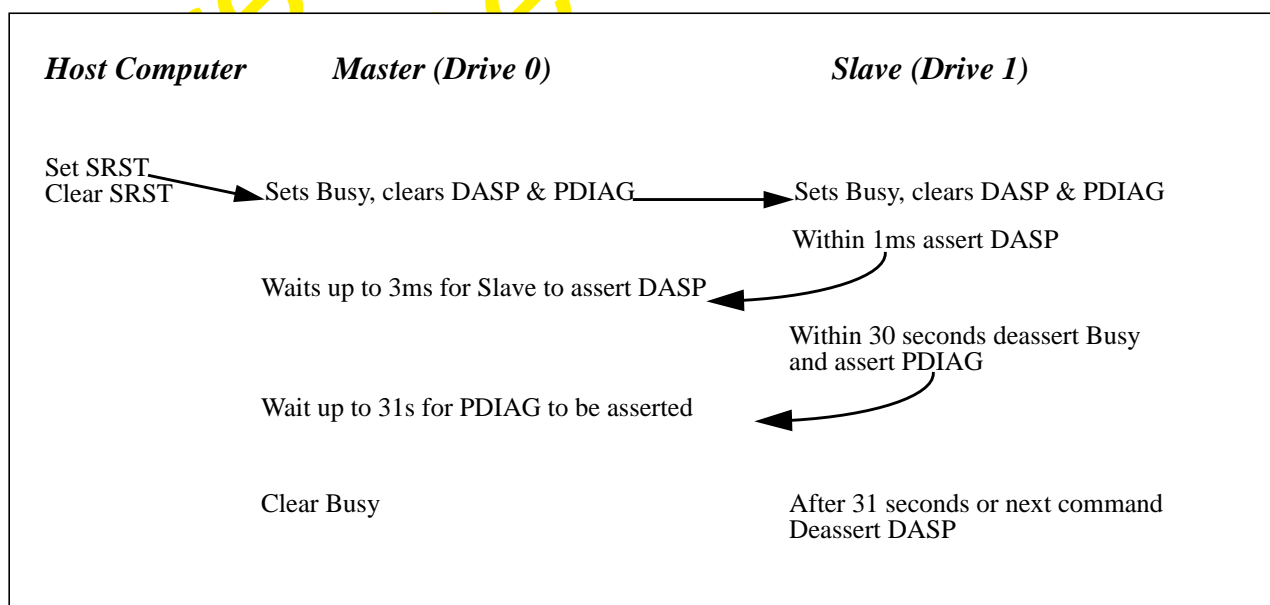 Host Computer Master (Drive 0) Slave (Drive 1)
Set SRST
Clear SRST
Sets Busy, clears DASP & PDIAG
Sets Busy, clears DASP & PDIAG
Within 1ms assert DASP
Waits up to 3ms for Slave to assert DASP
Within 30 seconds deassert Busy
and assert PDIAG
Wait up to 31s for PDIAG to be asserted
Clear Busy
After 31 seconds or next command
Deassert DASP